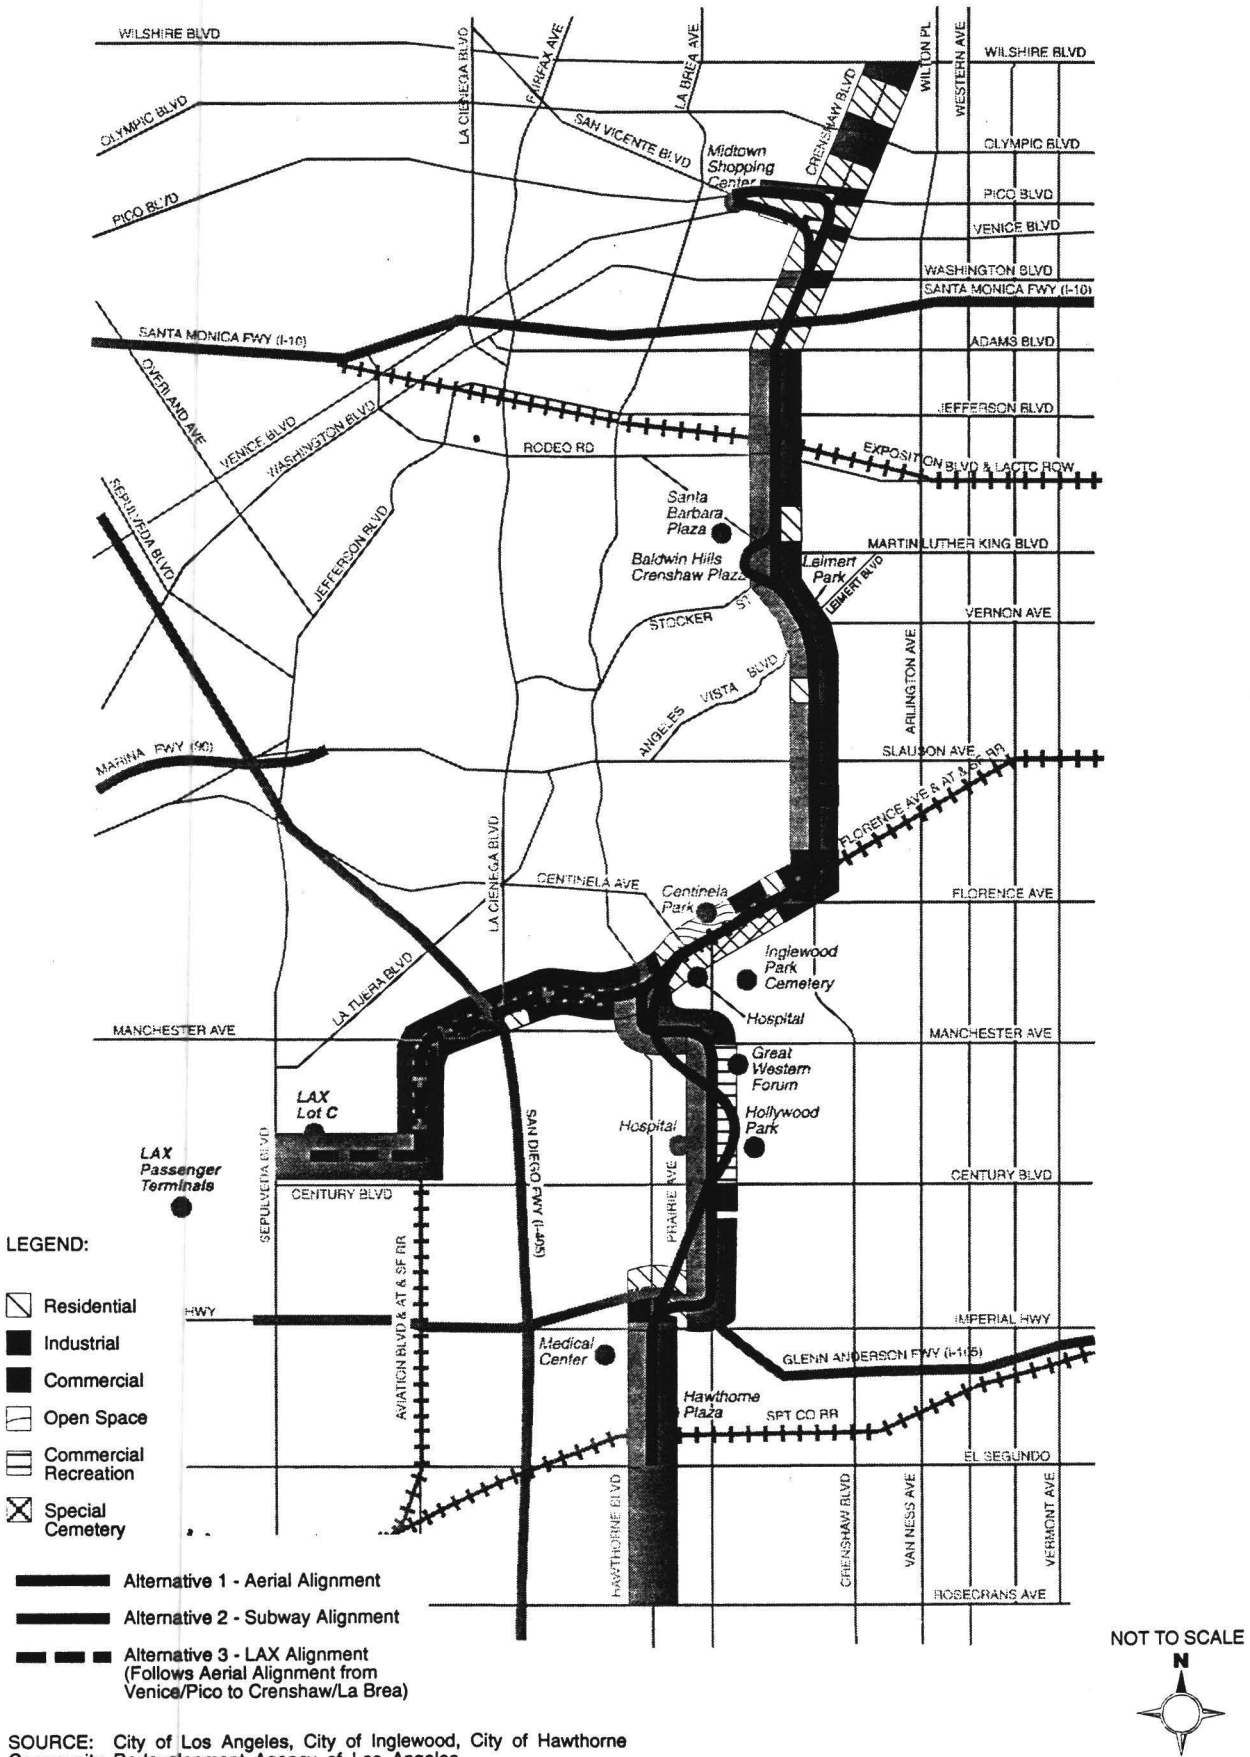 WILSHIRE BLVD
LA CIENEGA BLVD
FAIRFAX AVE
LA BREA AVE
WILTON PL
WESTERN AVE
WILSHIRE BLVD
OLYMPIC BLVD
SAN VICENTE BLVD
CRENSHAW BLVD
OLYMPIC BLVD
Midtown
Shopping
Center
PICO BLVD
PICO BLVD
VENICE BLVD
WASHINGTON BLVD
SANTA MONICA FWY (I-10)
SANTA MONICA FWY (I-10)
ADAMS BLVD
OVERLAND AVE
VENICE BLVD
WASHINGTON BLVD
JEFFERSON BLVD
RODEO RD
EXPOSITION BLVD & LACTC ROW
SEPULVEDA BLVD
JEFFERSON BLVD
Santa
Barbara
Plaza
MARTIN LUTHER KING BLVD
Baldwin Hills
Crenshaw Plaza
Leimert
Park
LEIMERT BLVD
STOCKER ST
VERNON AVE
ANGELES VISTA BLVD
ARLINGTON AVE
MARINA FWY (90)
SLAUSON AVE
FLORENCE AVE & AT & SF RR
LA CIENEGA BLVD
CENTINELA AVE
Centinela
Park
FLORENCE AVE
LA TIJERA BLVD
Inglewood
Park
Cemetery
Hospital
MANCHESTER AVE
MANCHESTER AVE
Great
Western
Forum
LAX
Lot C
Hospital
Hollywood
Park
LAX
Passenger
Terminals
SEPULVEDA BLVD
CENTURY BLVD
SAN DIEGO FWY (I-405)
PRAIRIE AVE
CENTURY BLVD
AVIATION BLVD & AT & SF RR
HWY
IMPERIAL HWY
Medical
Center
GLENN ANDERSON FWY (I-105)
Hawthorne
Plaza
SPT CO RR
EL SEGUNDO
HAWTHORNE BLVD
CRENSHAW BLVD
VAN NESS AVE
VERMONT AVE
ROSECRANS AVE
LEGEND:
Residential
Industrial
Commercial
Open Space
Commercial
Recreation
Special
Cemetery
Alternative 1 - Aerial Alignment
Alternative 2 - Subway Alignment
Alternative 3 - LAX Alignment
(Follows Aerial Alignment from
Venice/Pico to Crenshaw/La Brea)
NOT TO SCALE
N
SOURCE: City of Los Angeles, City of Inglewood, City of Hawthorne
Community Redevelopment Agency of Los Angeles